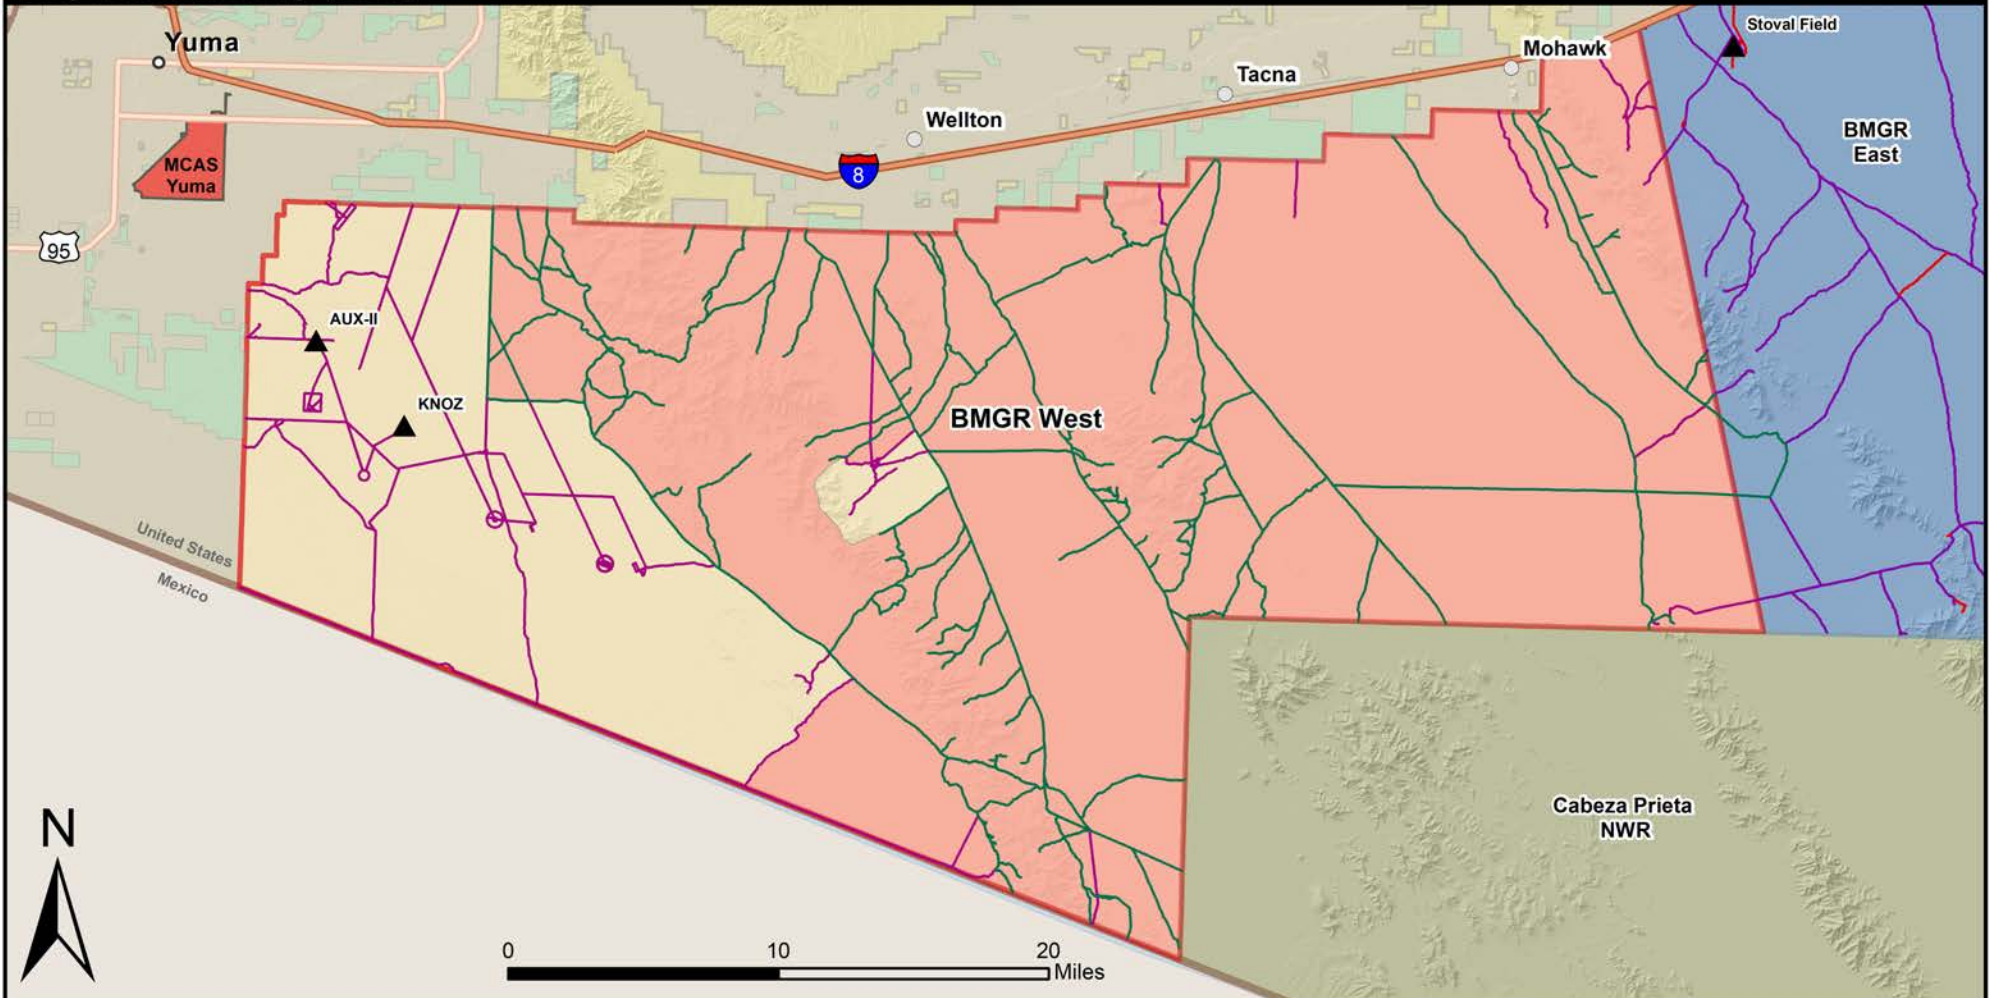 Stoval Field
Yuma
Mohawk
Tacna
Wellton
BMGR
East
MCAS
Yuma
8
95
AUX-II
KNOZ
BMGR West
United States
Mexico
Cabeza Prieta
NWR
N
0 10 20
Miles